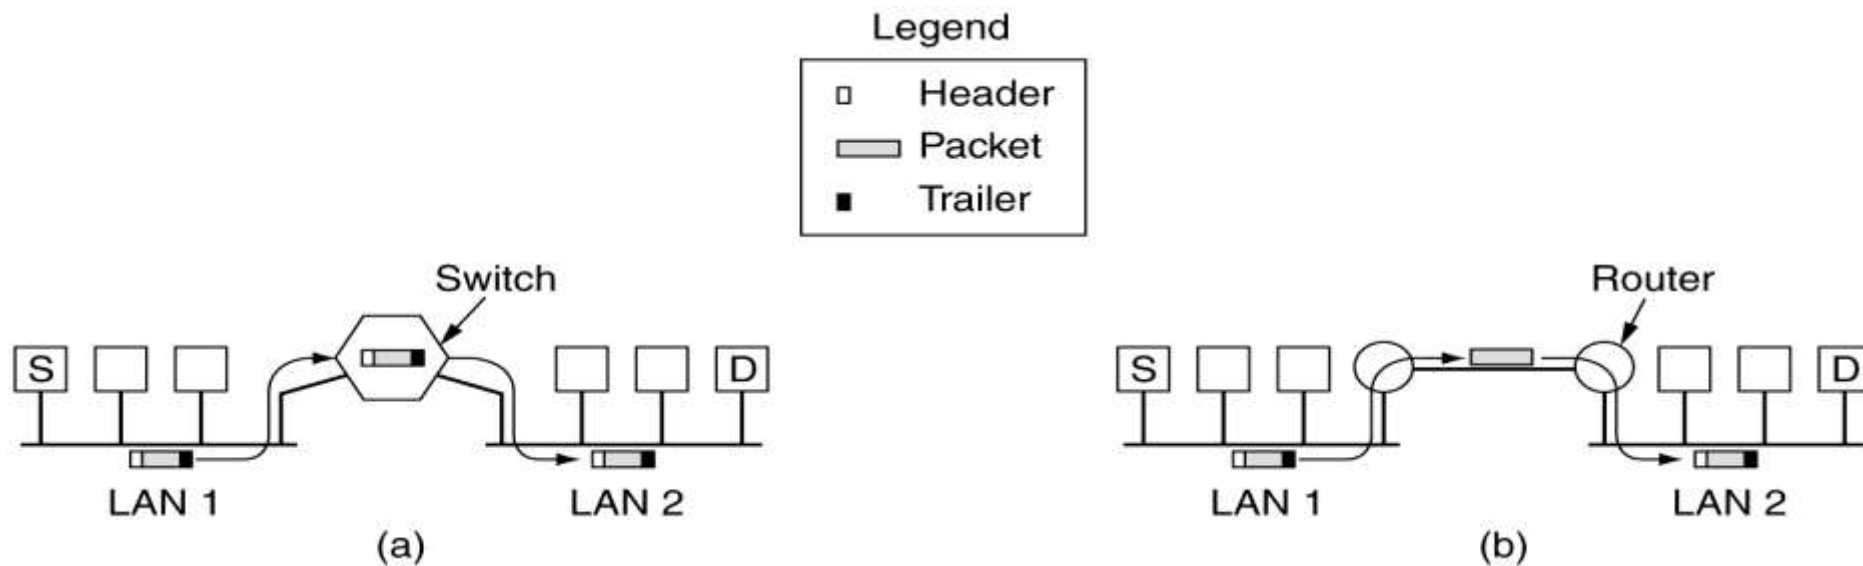 Legend
Header
Packet
Trailer
Switch
S
D
LAN 1
LAN 2
(a)
Router
S
D
LAN 1
LAN 2
(b)